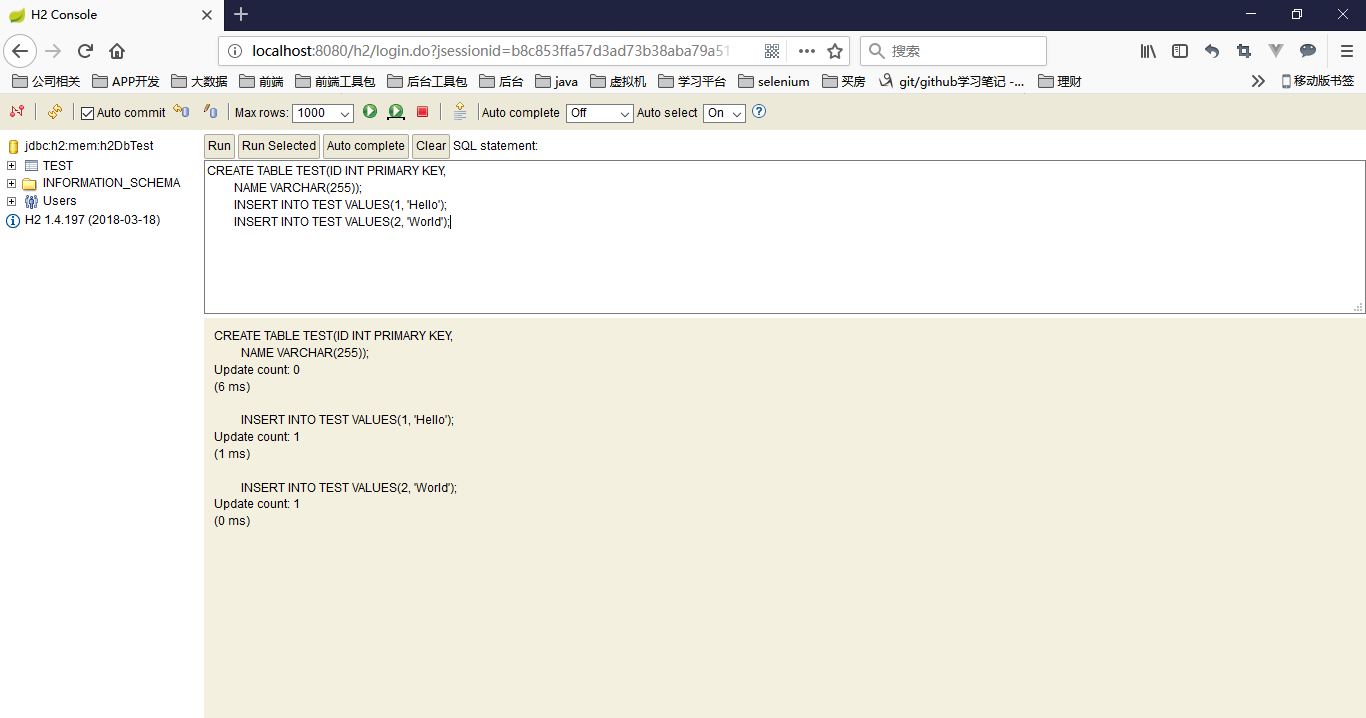 H2 Console
localhost:8080/h2/login.do?jsessionid=b8c853ffa57d3ad73b38aba79a51
搜索
公司相关 APP开发 大数据 前端 前端工具包 后台工具包 后台 java 虚拟机 学习平台 selenium 买房 git/github学习笔记 -... 理财 移动版书签
Auto commit Max rows: 1000 Auto complete Off Auto select On
jdbc:h2:mem:h2DbTest
TEST
INFORMATION_SCHEMA
Users
H2 1.4.197 (2018-03-18)
Run Run Selected Auto complete Clear SQL statement:
CREATE TABLE TEST(ID INT PRIMARY KEY,
NAME VARCHAR(255));
INSERT INTO TEST VALUES(1, 'Hello');
INSERT INTO TEST VALUES(2, 'World');
CREATE TABLE TEST(ID INT PRIMARY KEY,
NAME VARCHAR(255));
Update count: 0
(6 ms)
INSERT INTO TEST VALUES(1, 'Hello');
Update count: 1
(1 ms)
INSERT INTO TEST VALUES(2, 'World');
Update count: 1
(0 ms)